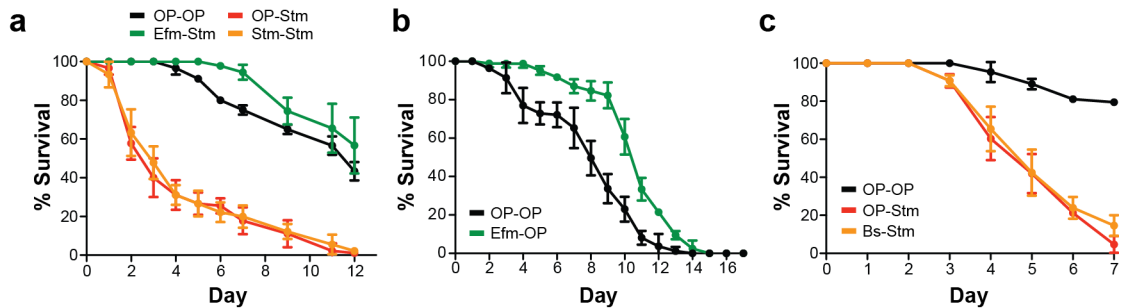 a
OP-OP OP-Stm
Efm-Stm Stm-Stm
% Survival
100
80
60
40
20
0
0 2 4 6 8 10 12
Day
b
% Survival
100
80
60
40
20
0
OP-OP
Efm-OP
0 2 4 6 8 10 12 14 16
Day
c
% Survival
100
80
60
40
20
0
OP-OP
OP-Stm
Bs-Stm
0 1 2 3 4 5 6 7
Day